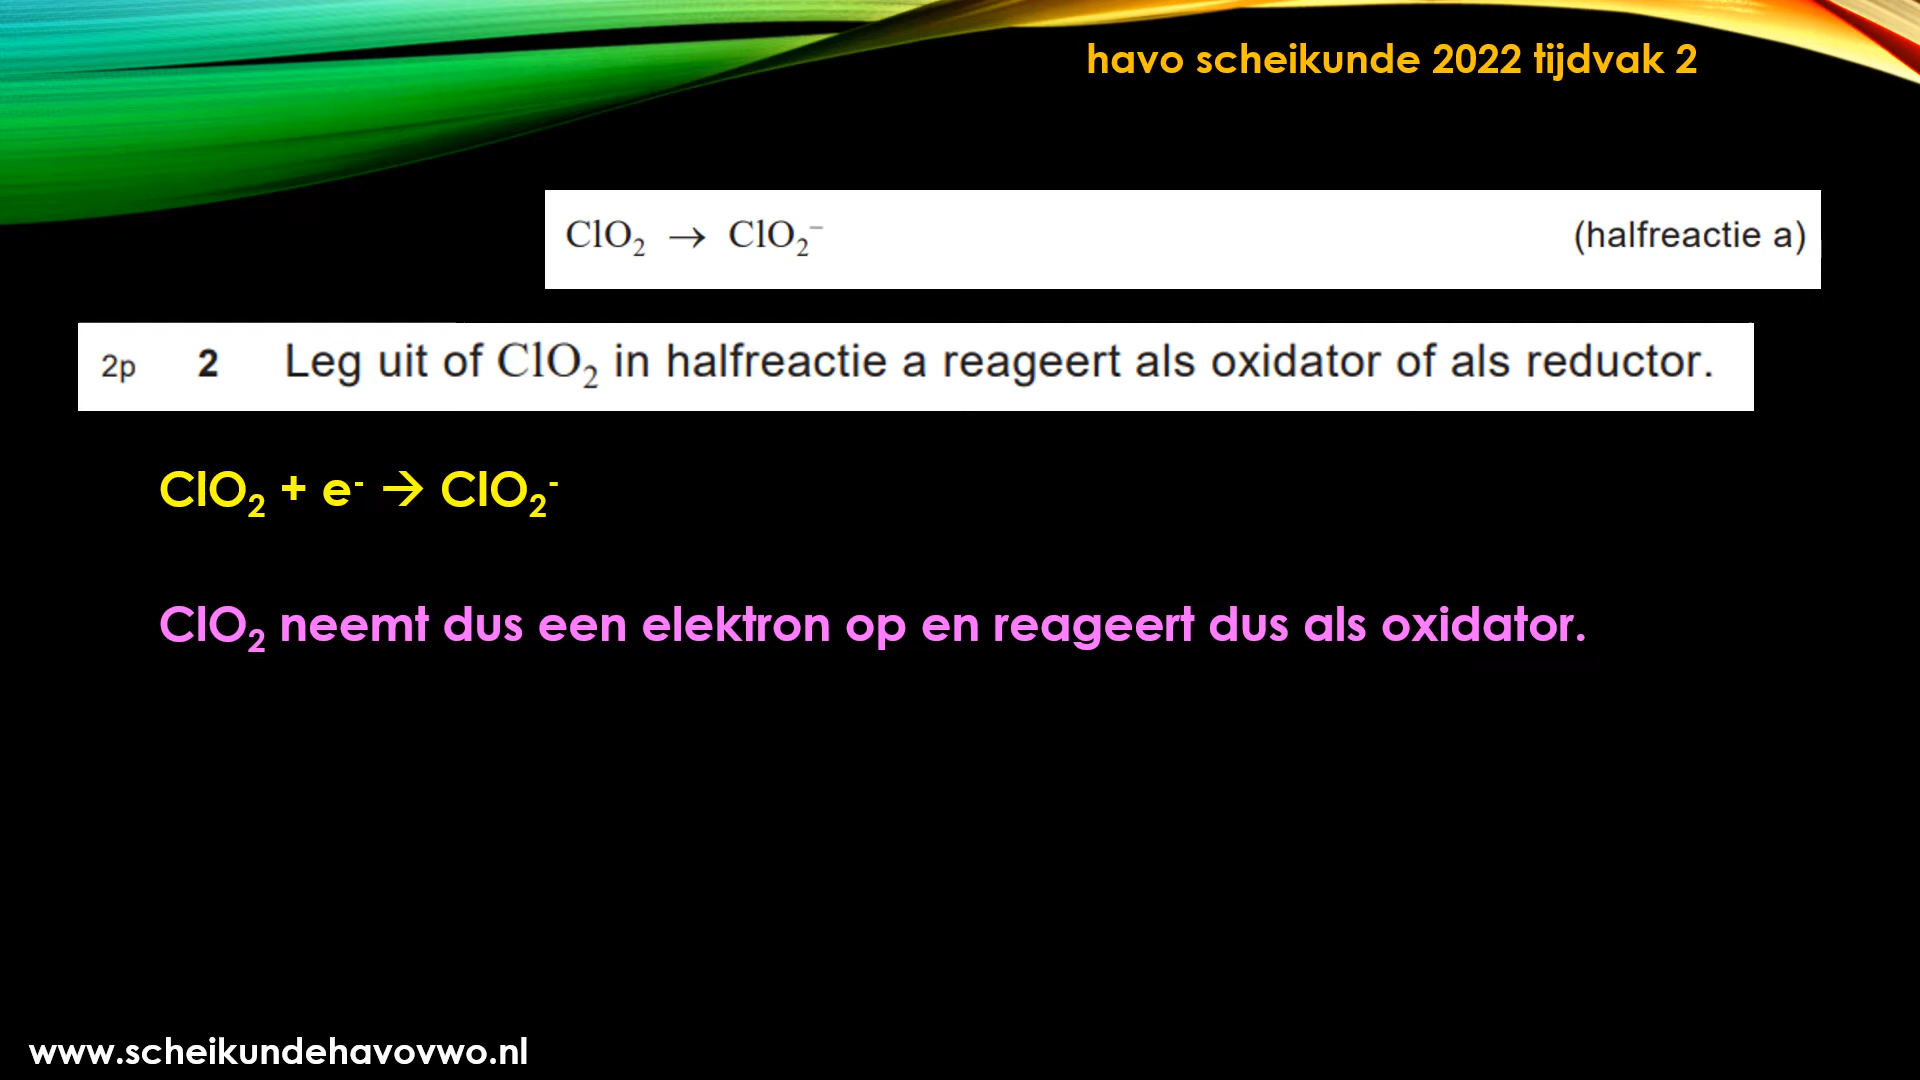 havo scheikunde 2022 tijdvak 2
ClO₂ → ClO₂⁻ (halfreactie a)
2p 2 Leg uit of ClO₂ in halfreactie a reageert als oxidator of als reductor.
ClO₂ + e⁻ → ClO₂⁻
ClO₂ neemt dus een elektron op en reageert dus als oxidator.
www.scheikundehavovwo.nl